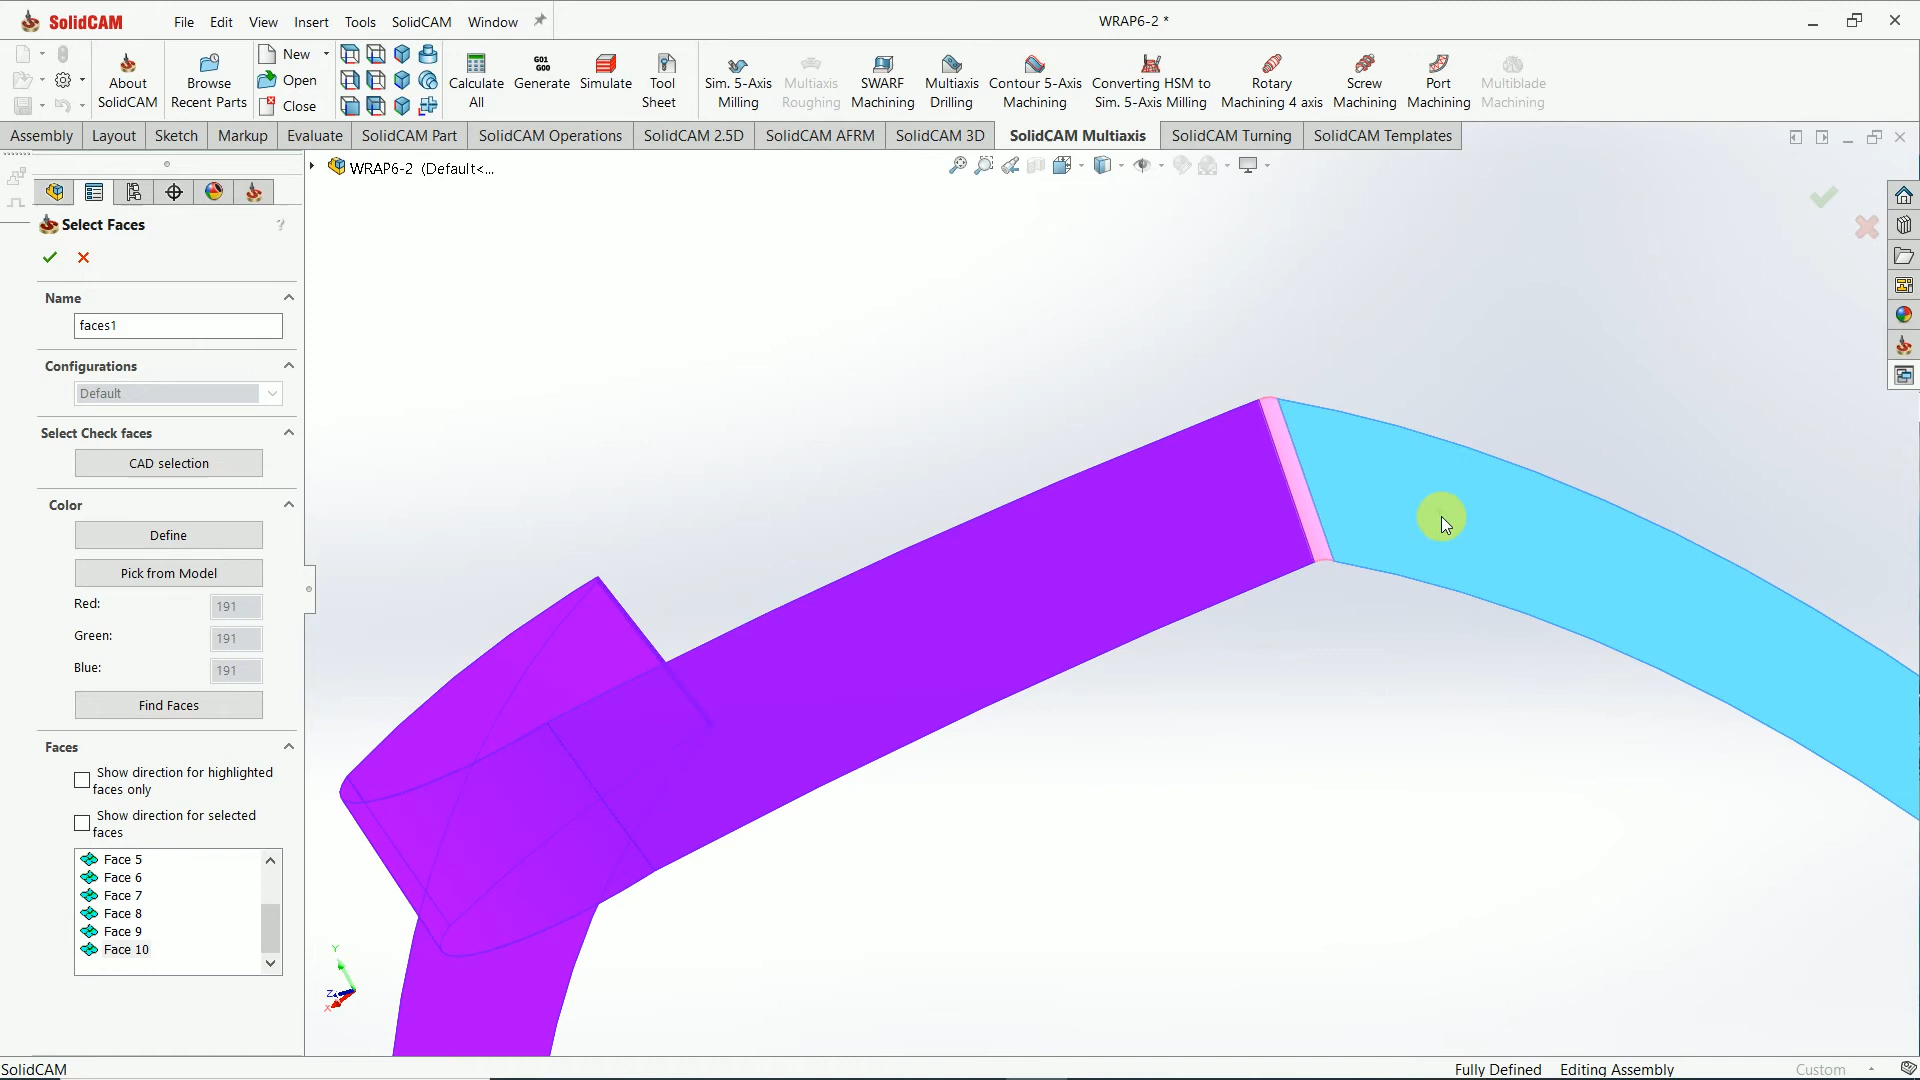 SolidCAM
File Edit View Insert Tools SolidCAM Window
WRAP6-2 *
New
Open
Close
About
SolidCAM
Browse
Recent Parts
Calculate
All
G01
G00
Generate
Simulate
Tool
Sheet
Sim. 5-Axis
Milling
Multiaxis
Roughing
SWARF
Machining
Multiaxis
Drilling
Contour 5-Axis
Machining
Converting HSM to
Sim. 5-Axis Milling
Rotary
Machining 4 axis
Screw
Machining
Port
Machining
Multiblade
Machining
Assembly Layout Sketch Markup Evaluate SolidCAM Part SolidCAM Operations SolidCAM 2.5D SolidCAM AFRM SolidCAM 3D SolidCAM Multiaxis SolidCAM Turning SolidCAM Templates
WRAP6-2 (Default<...
Select Faces
?
Name
faces1
Configurations
Default
Select Check faces
CAD selection
Color
Define
Pick from Model
Red: 191
Green: 191
Blue: 191
Find Faces
Faces
Show direction for highlighted
faces only
Show direction for selected
faces
Face 5
Face 6
Face 7
Face 8
Face 9
Face 10
Y
Z
X
SolidCAM
Fully Defined Editing Assembly Custom